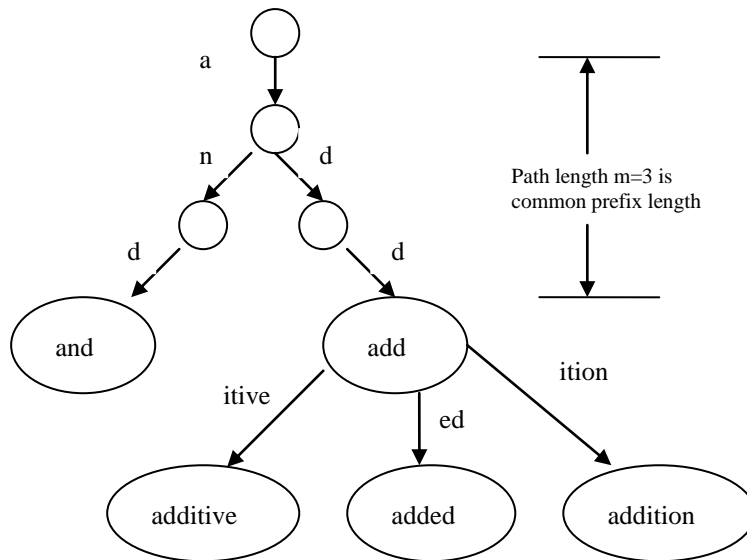 a
n
d
Path length m=3 is
common prefix length
d
d
and
add
ition
itive
ed
additive
added
addition